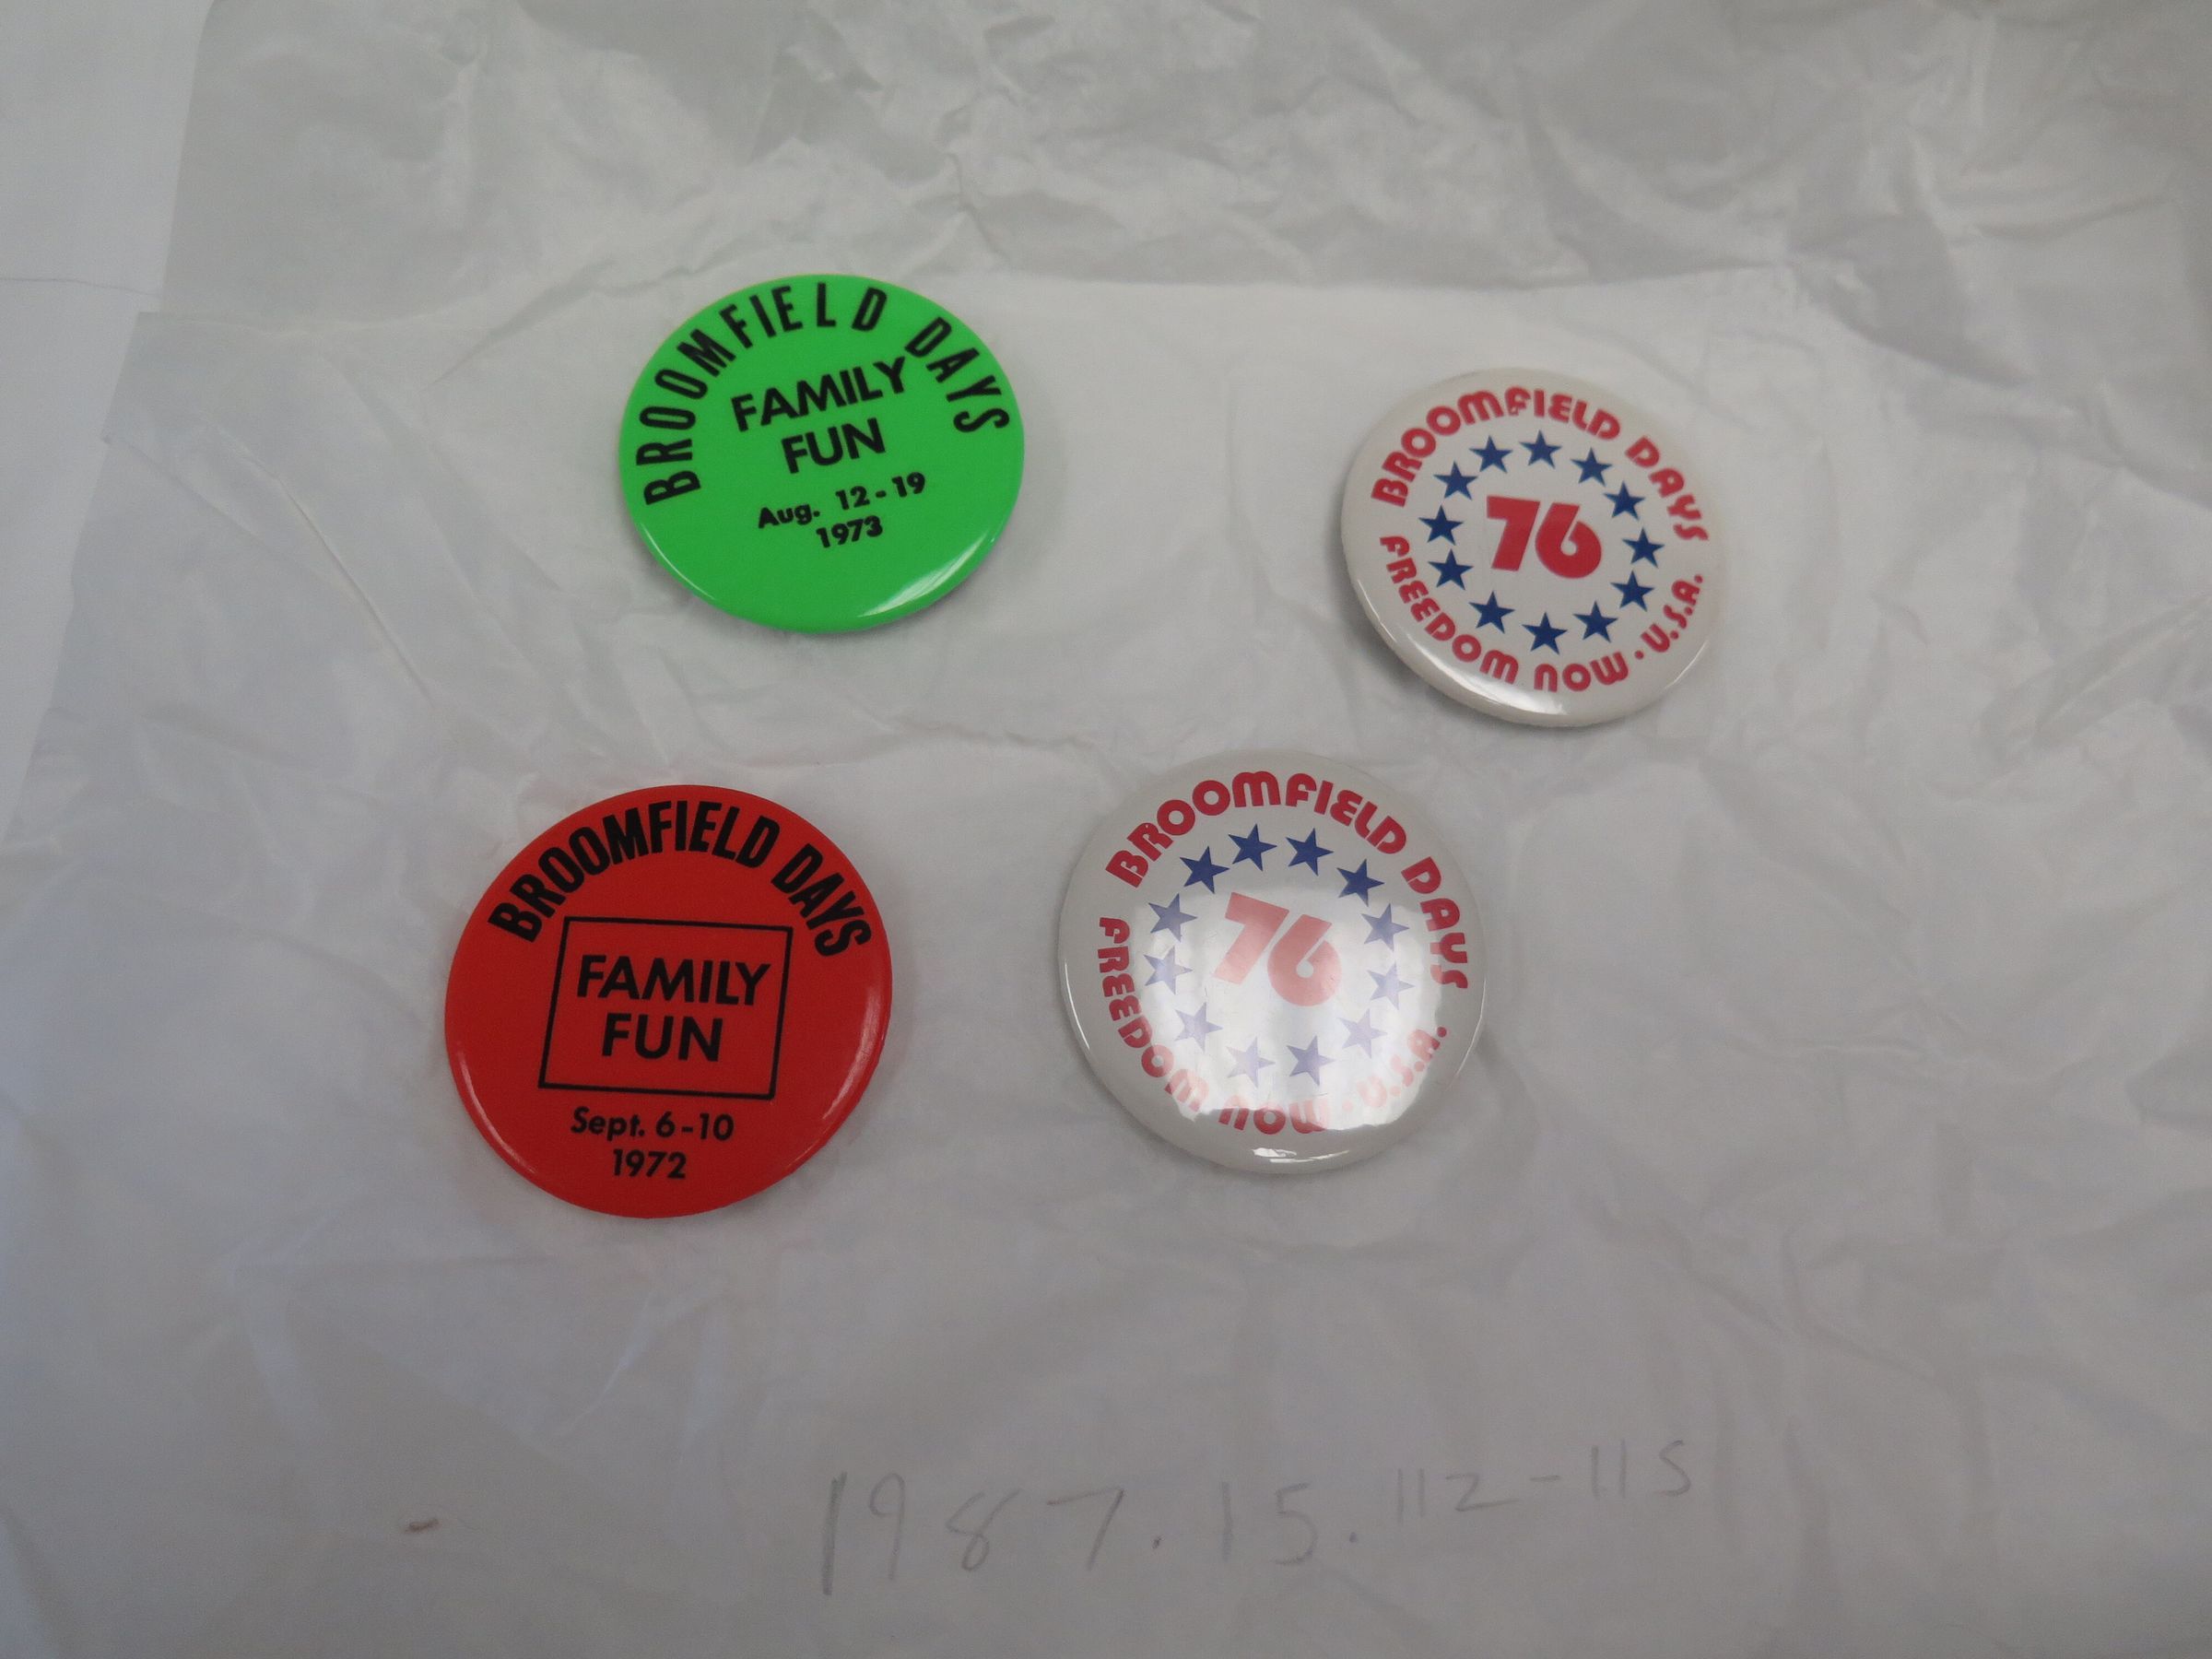 BROOMFIELD DAYS
FAMILY
FUN
Aug. 12-19
1973
BROOMFIELD DAYS
76
FREEDOM NOW · U.S.A.
BROOMFIELD DAYS
FAMILY
FUN
Sept. 6-10
1972
BROOMFIELD DAYS
76
FREEDOM NOW · U.S.A.
1987.15.112-115